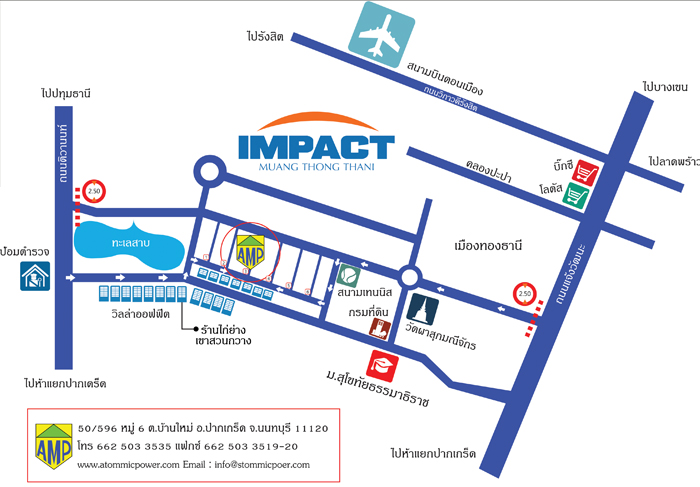 ไปรังสิต
สนามบินดอนเมือง
ถนนวิภาวดีรังสิต
ไปบางเขน
ไปปทุมธานี
ถนนติวานนท์
IMPACT
MUANG THONG THANI
คลองปะปา
บิ๊กซี
โลตัส
ไปลาดพร้าว
2.50
ทะเลสาบ
ป้อมตำรวจ
AMP
เมืองทองธานี
ถนนแจ้งวัฒนะ
2.50
สนามเทนนิส
กรมที่ดิน
วิลล่าออฟฟิต
ร้านไก่ย่าง
เขาสวนกวาง
วัดผาสุกมณีจักร
ม.สุโขทัยธรรมาธิราช
ไปห้าแยกปากเตร็ด
ไปห้าแยกปากเกร็ด
AMP
50/596 หมู่ 6 ต.บ้านใหม่ อ.ปากเกร็ด จ.นนทบุรี 11120
โทร 662 503 3535 แฟกซ์ 662 503 3519-20
www.atommicpower.com Email : info@stommicpoer.com